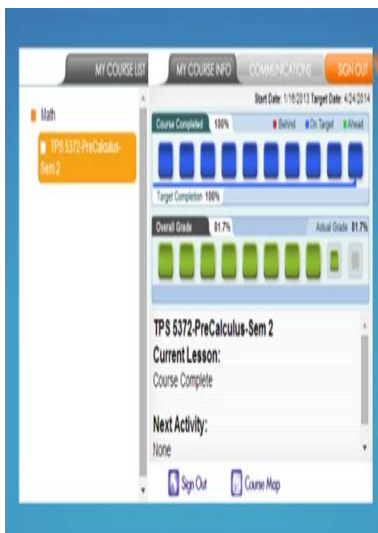 MY COURSE LIST
MY COURSE INFO
COMMUNICATIONS
SIGN OUT
Start Date: 1/16/2013 Target Date: 4/24/2014
Math
TPS 5372-PreCalculus-
Sem 2
Course Completed 100%
Behind On Target Ahead
Target Completion 100%
Overall Grade 81.7%
Actual Grade 81.7%
TPS 5372-PreCalculus-Sem 2
Current Lesson:
Course Complete
Next Activity:
None
Sign Out
Course Map